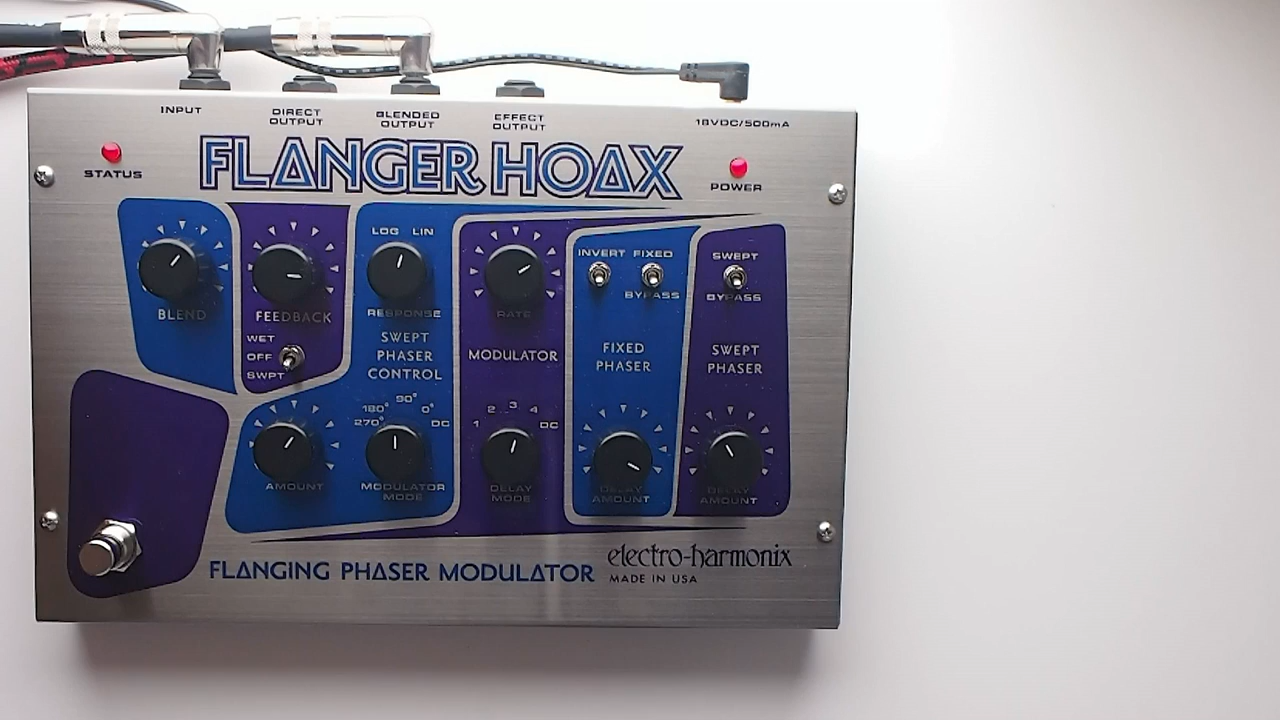 INPUT
DIRECT
OUTPUT
BLENDED
OUTPUT
EFFECT
OUTPUT
18VDC/500mA
STATUS
FLANGER HOAX
POWER
BLEND
FEEDBACK
WET
OFF
SWPT
LOG LIN
RESPONSE
SWEPT
PHASER
CONTROL
RATE
MODULATOR
INVERT FIXED
BYPASS
FIXED
PHASER
SWEPT
BYPASS
SWEPT
PHASER
AMOUNT
270° 180° 90° 0° DC
MODULATOR
MODE
1 2 3 4 DC
DELAY
MODE
DELAY
AMOUNT
DELAY
AMOUNT
FLANGING PHASER MODULATOR
electro-harmonix
MADE IN USA